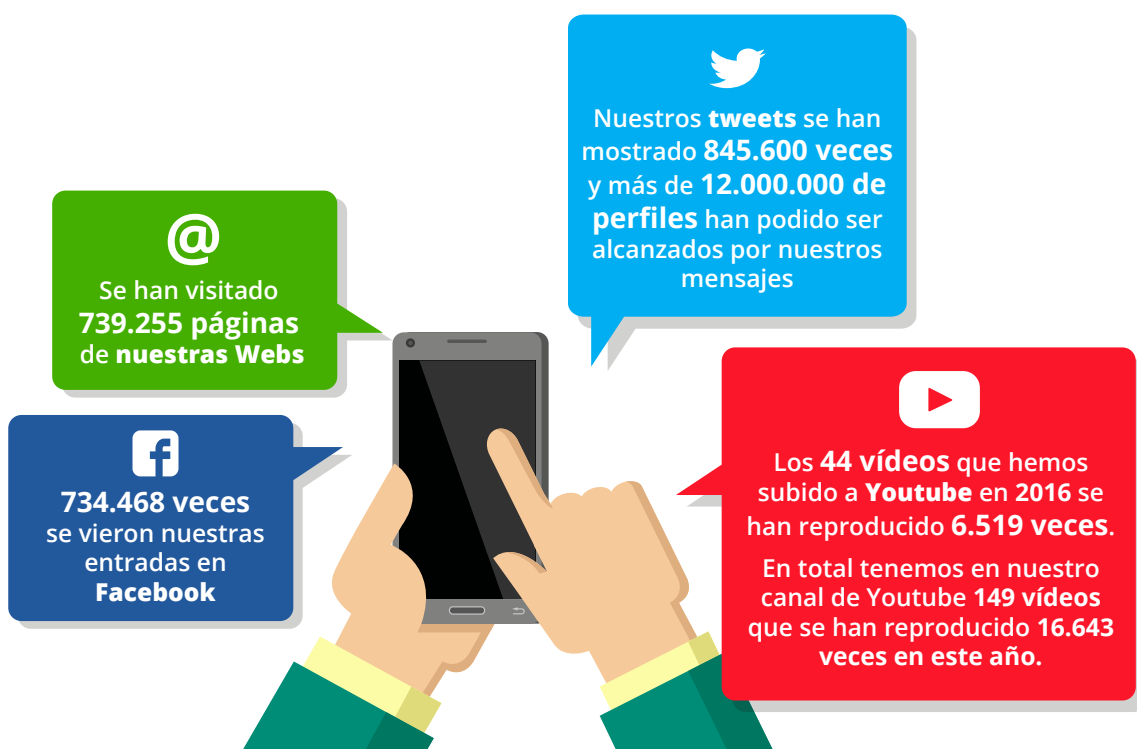 Nuestros tweets se han
mostrado 845.600 veces
y más de 12.000.000 de
perfiles han podido ser
alcanzados por nuestros
mensajes
@
Se han visitado
739.255 páginas
de nuestras Webs
f
734.468 veces
se vieron nuestras
entradas en
Facebook
Los 44 vídeos que hemos
subido a Youtube en 2016 se
han reproducido 6.519 veces.
En total tenemos en nuestro
canal de Youtube 149 vídeos
que se han reproducido 16.643
veces en este año.